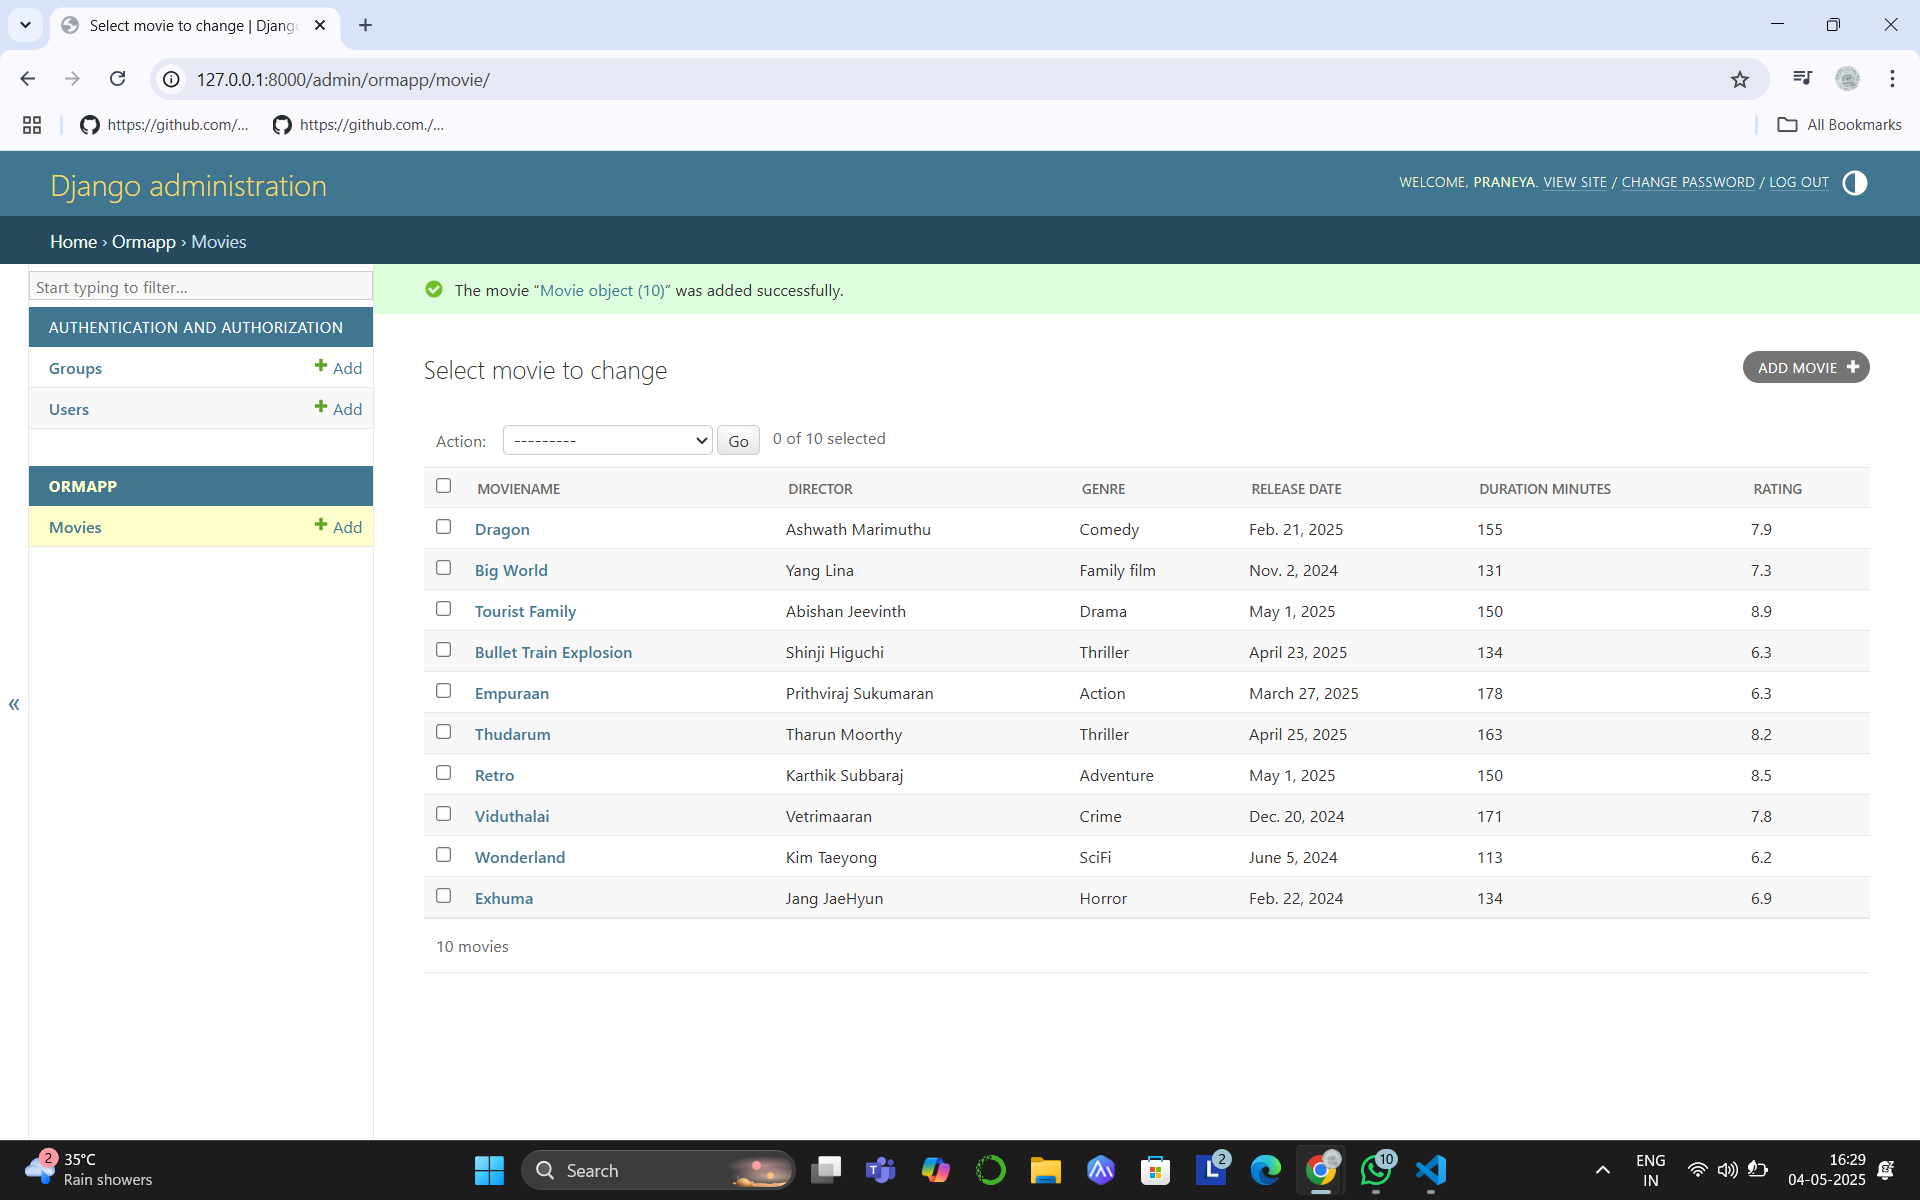 Select movie to change | Djang
127.0.0.1:8000/admin/ormapp/movie/
https://github.com/... https://github.com./... All Bookmarks
Django administration
WELCOME, PRANEYA. VIEW SITE / CHANGE PASSWORD / LOG OUT
Home › Ormapp › Movies
Start typing to filter...
AUTHENTICATION AND AUTHORIZATION
Groups Add
Users Add
ORMAPP
Movies Add
«
The movie “Movie object (10)” was added successfully.
Select movie to change
ADD MOVIE
Action: --------- Go 0 of 10 selected
MOVIENAME DIRECTOR GENRE RELEASE DATE DURATION MINUTES RATING
Dragon Ashwath Marimuthu Comedy Feb. 21, 2025 155 7.9
Big World Yang Lina Family film Nov. 2, 2024 131 7.3
Tourist Family Abishan Jeevinth Drama May 1, 2025 150 8.9
Bullet Train Explosion Shinji Higuchi Thriller April 23, 2025 134 6.3
Empuraan Prithviraj Sukumaran Action March 27, 2025 178 6.3
Thudarum Tharun Moorthy Thriller April 25, 2025 163 8.2
Retro Karthik Subbaraj Adventure May 1, 2025 150 8.5
Viduthalai Vetrimaaran Crime Dec. 20, 2024 171 7.8
Wonderland Kim Taeyong SciFi June 5, 2024 113 6.2
Exhuma Jang JaeHyun Horror Feb. 22, 2024 134 6.9
10 movies
2
35°C
Rain showers
Search
2
10
ENG
IN
16:29
04-05-2025